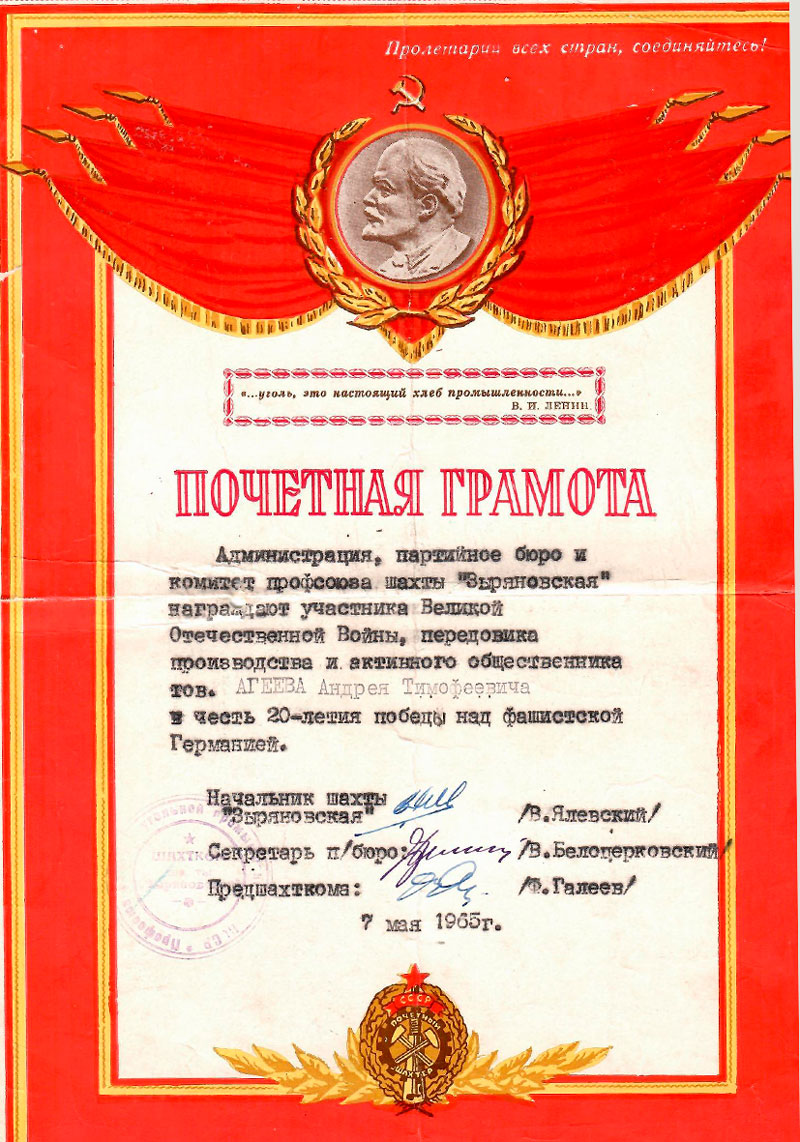 Пролетарии всех стран, соединяйтесь!
«...уголь, это настоящий хлеб промышленности...»
В. И. ЛЕНИН.
ПОЧЕТНАЯ ГРАМОТА
Администрация, партийное бюро и
комитет профсоюза шахты "Зыряновская"
награждают участника Великой
Отечественной Войны, передовика
производства и активного общественника
тов. АГЕЕВА Андрея Тимофеевича
в честь 20-летия победы над фашистской
Германией.
Начальник шахты
"Зыряновская" /В.Ялевский/
Секретарь п/бюро: /В.Белоцерковский/
Предшахткома: /Ф.Галеев/
7 мая 1965г.
СССР
ПОЧЕТНЫЙ
ШАХТЕР